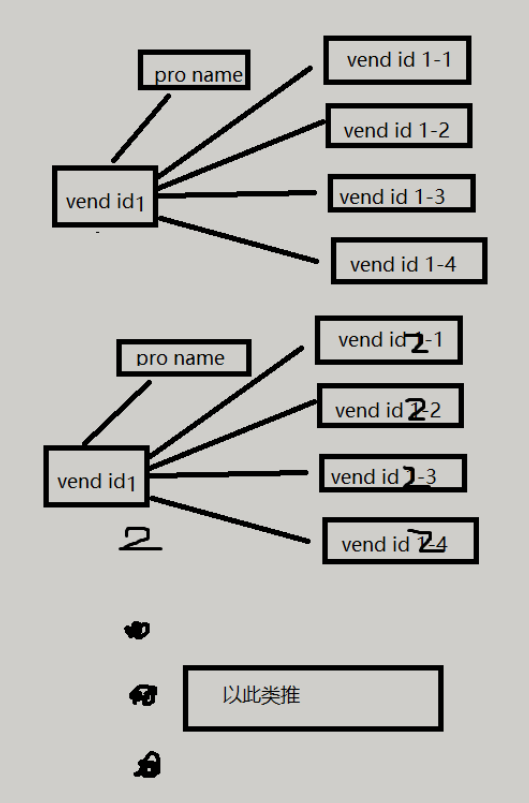 pro name
vend id 1-1
vend id 1-2
vend id1
vend id 1-3
vend id 1-4
pro name
vend id 2-1
vend id 2-2
vend id1
2
vend id 2-3
vend id 2-4
以此类推